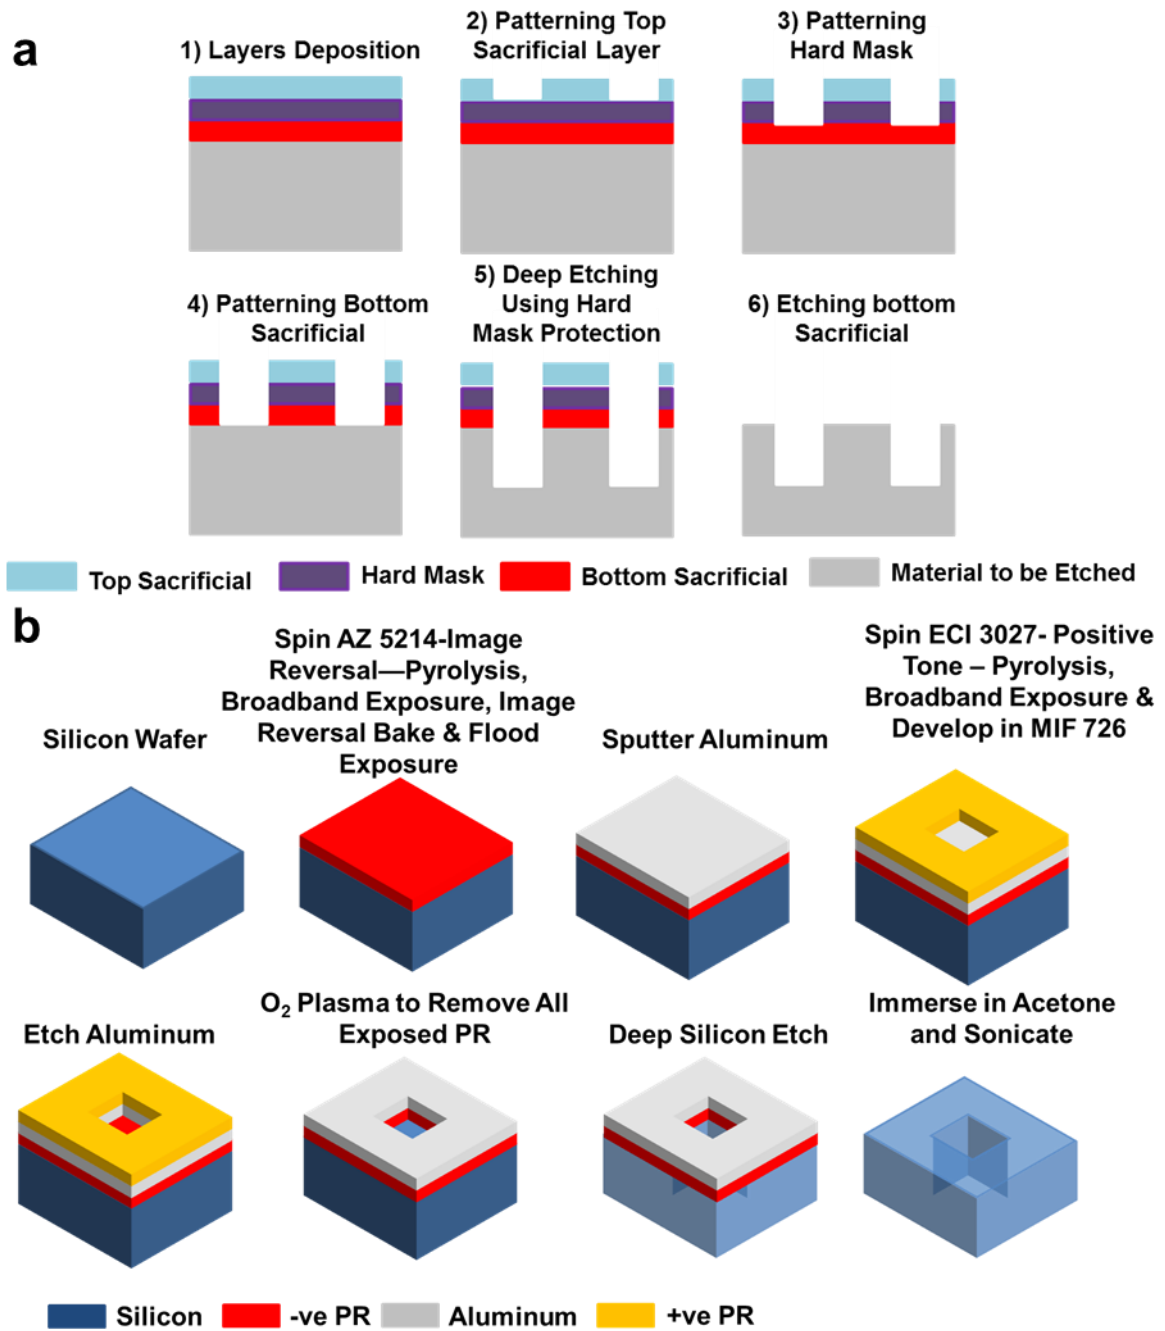 a
1) Layers Deposition
2) Patterning Top
Sacrificial Layer
3) Patterning
Hard Mask
4) Patterning Bottom
Sacrificial
5) Deep Etching
Using Hard
Mask Protection
6) Etching bottom
Sacrificial
Top Sacrificial
Hard Mask
Bottom Sacrificial
Material to be Etched
b
Silicon Wafer
Spin AZ 5214-Image
Reversal—Pyrolysis,
Broadband Exposure, Image
Reversal Bake & Flood
Exposure
Sputter Aluminum
Spin ECI 3027- Positive
Tone – Pyrolysis,
Broadband Exposure &
Develop in MIF 726
Etch Aluminum
O₂ Plasma to Remove All
Exposed PR
Deep Silicon Etch
Immerse in Acetone
and Sonicate
Silicon
-ve PR
Aluminum
+ve PR